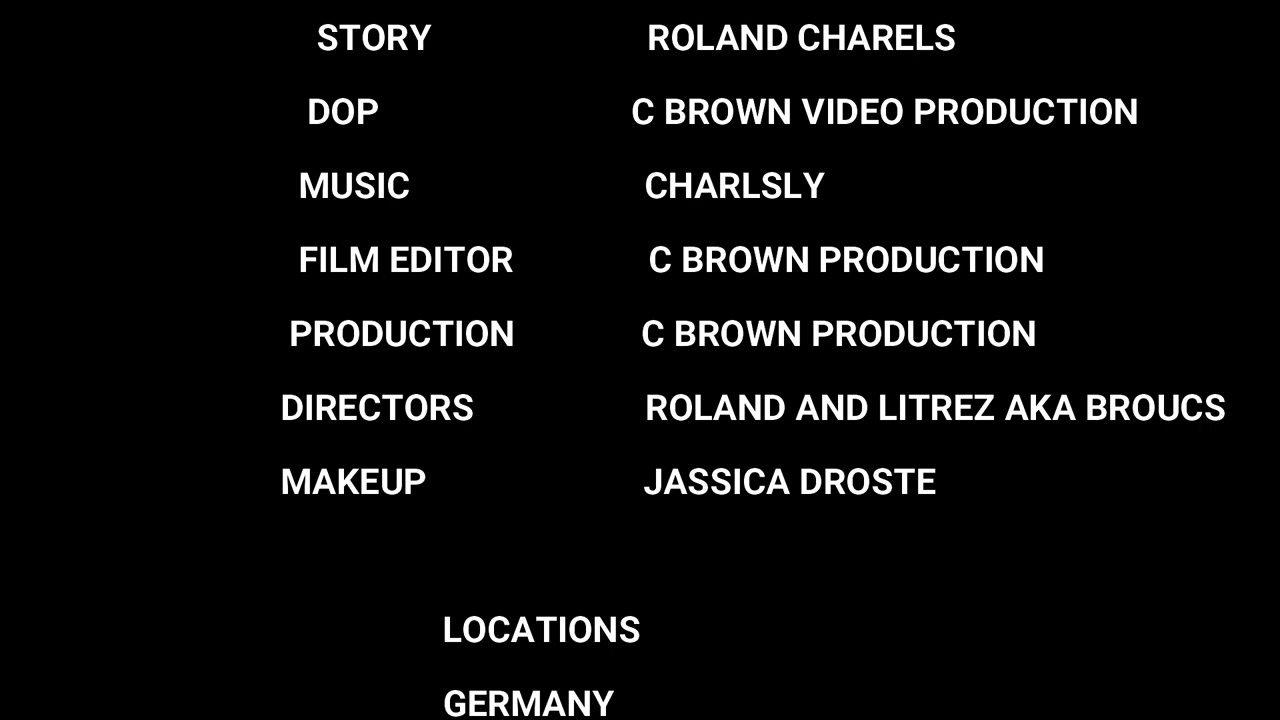 STORY ROLAND CHARELS
DOP C BROWN VIDEO PRODUCTION
MUSIC CHARLSLY
FILM EDITOR C BROWN PRODUCTION
PRODUCTION C BROWN PRODUCTION
DIRECTORS ROLAND AND LITREZ AKA BROUCS
MAKEUP JASSICA DROSTE
LOCATIONS
GERMANY